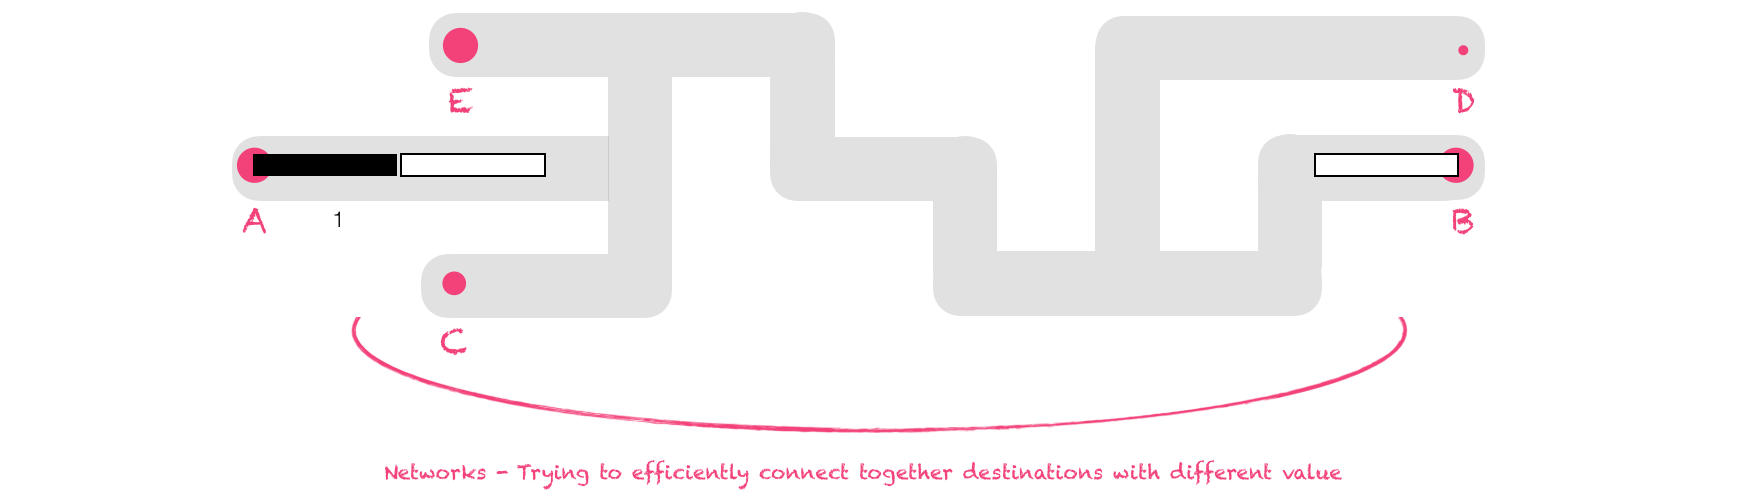 E
D
A
1
B
C
Networks - Trying to efficiently connect together destinations with different value